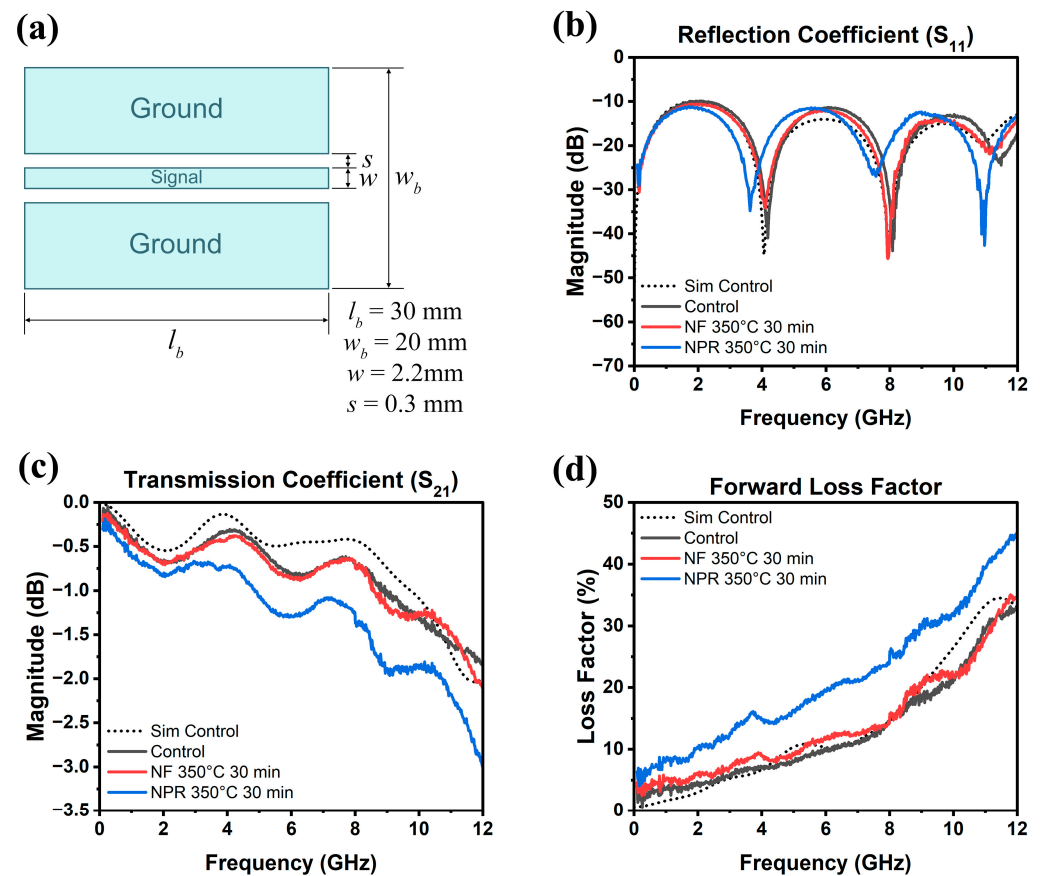 (a)
Ground
Signal
Ground
s
w
w_b
l_b
l_b = 30 mm
w_b = 20 mm
w = 2.2mm
s = 0.3 mm
(b)
Reflection Coefficient (S₁₁)
Magnitude (dB)
0
−10
−20
−30
−40
−50
−60
−70
Sim Control
Control
NF 350°C 30 min
NPR 350°C 30 min
0 2 4 6 8 10 12
Frequency (GHz)
(c)
Transmission Coefficient (S₂₁)
Magnitude (dB)
0.0
−0.5
−1.0
−1.5
−2.0
−2.5
−3.0
−3.5
Sim Control
Control
NF 350°C 30 min
NPR 350°C 30 min
0 2 4 6 8 10 12
Frequency (GHz)
(d)
Forward Loss Factor
Loss Factor (%)
50
40
30
20
10
0
Sim Control
Control
NF 350°C 30 min
NPR 350°C 30 min
0 2 4 6 8 10 12
Frequency (GHz)